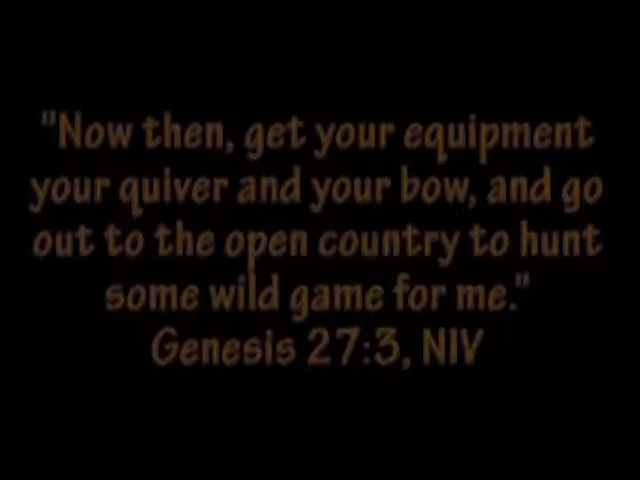 "Now then, get your equipment
your quiver and your bow, and go
out to the open country to hunt
some wild game for me."
Genesis 27:3, NIV